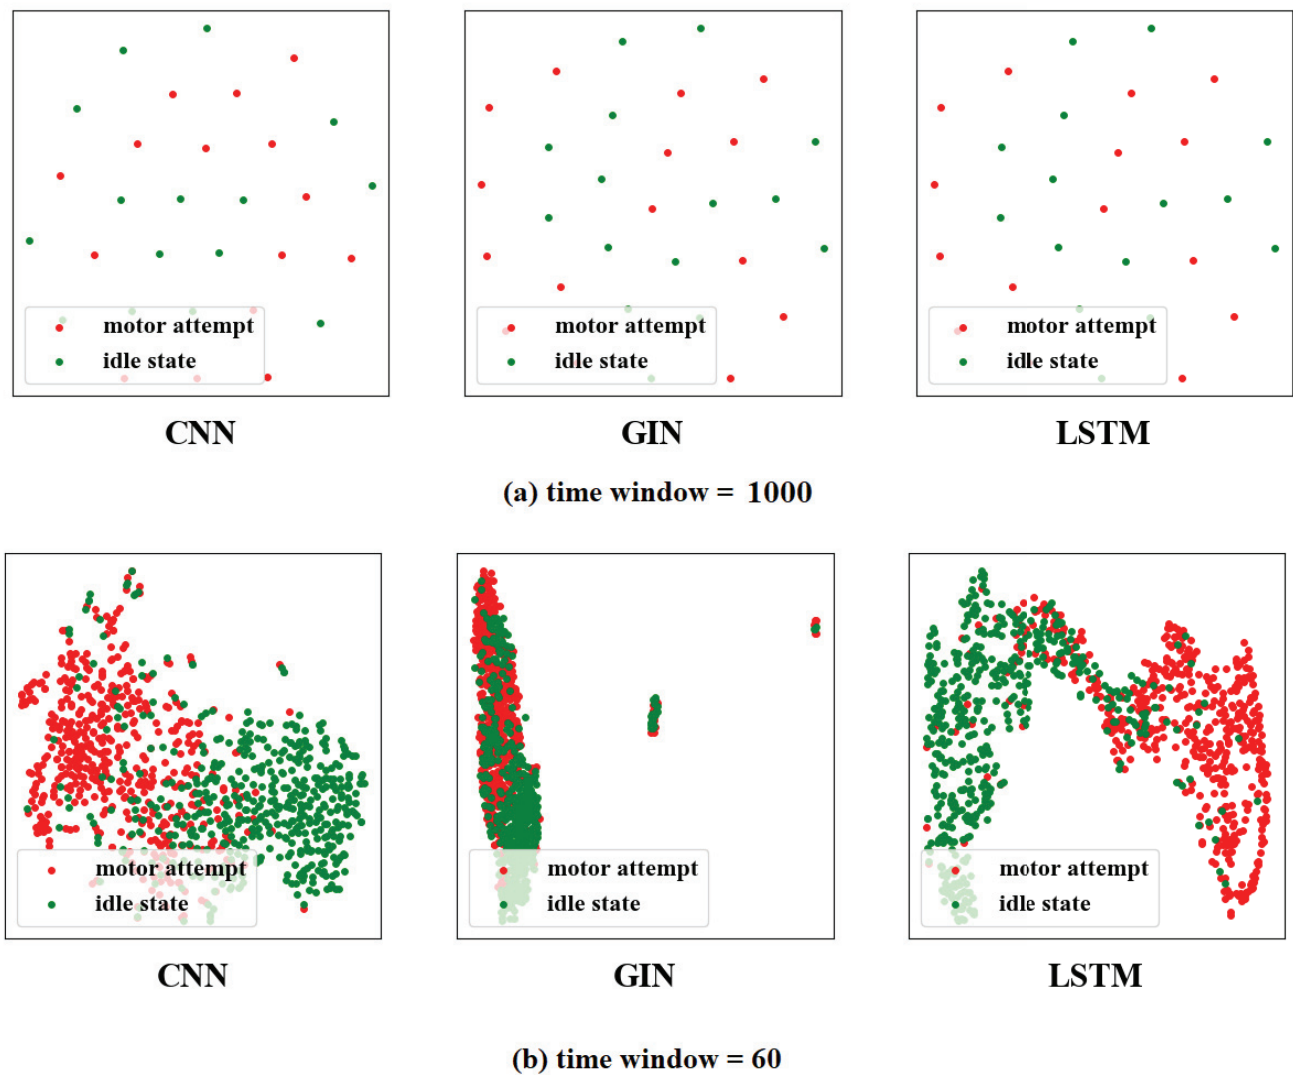 motor attempt
idle state
motor attempt
idle state
motor attempt
idle state
CNN
GIN
LSTM
(a) time window = 1000
motor attempt
idle state
motor attempt
idle state
motor attempt
idle state
CNN
GIN
LSTM
(b) time window = 60